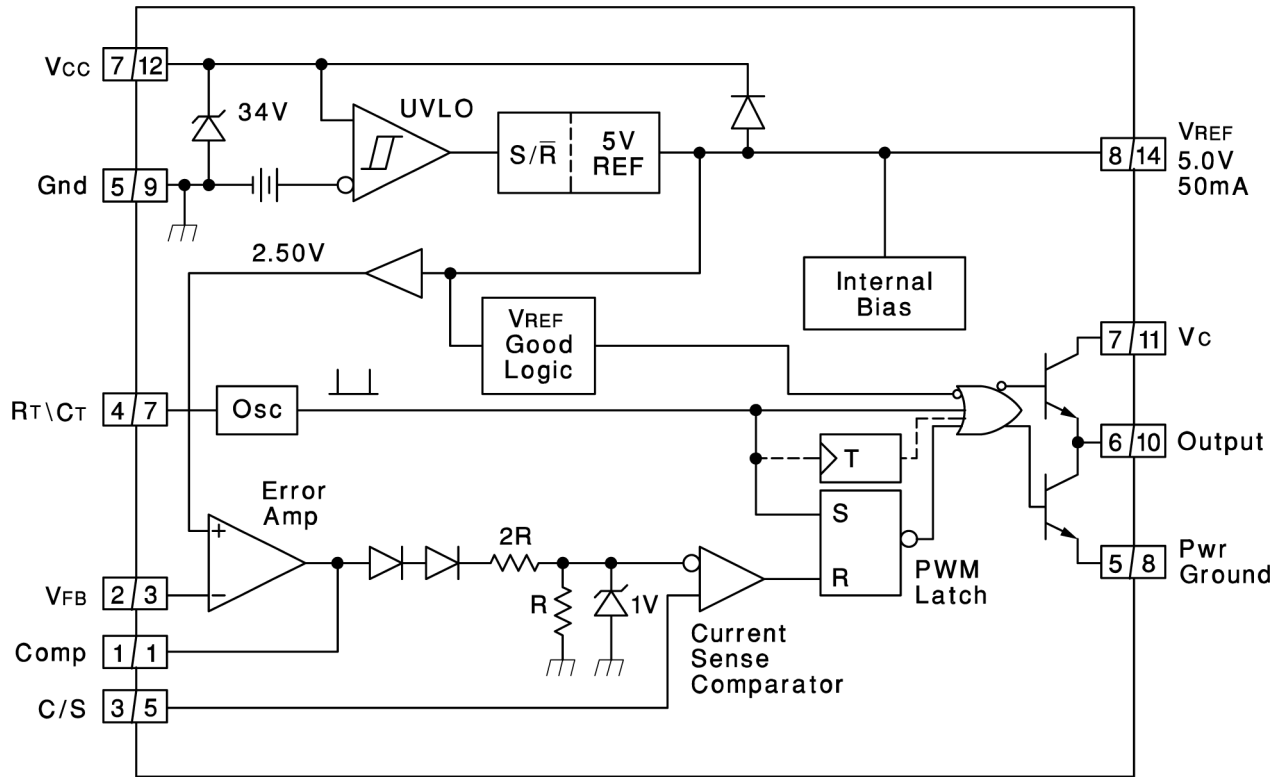 VCC 7/12
34V
UVLO
S/R̅
5V
REF
8/14
VREF
5.0V
50mA
Gnd 5/9
2.50V
Internal
Bias
VREF
Good
Logic
7/11 VC
RT\CT 4/7
Osc
T
6/10 Output
Error
Amp
+
−
2R
S
R
PWM
Latch
5/8
Pwr
Ground
VFB 2/3
R
1V
Comp 1/1
Current
Sense
Comparator
C/S 3/5